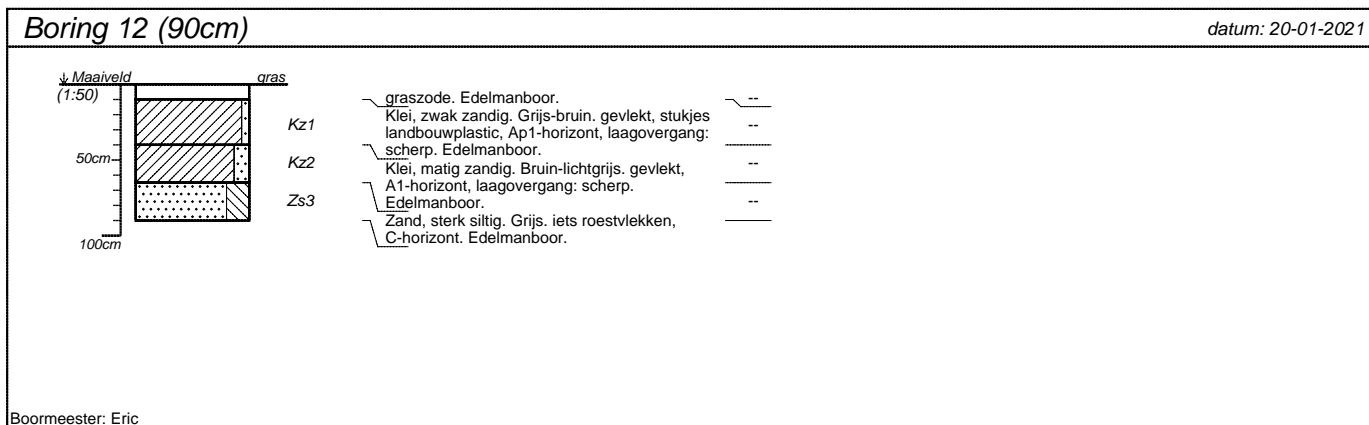 Boring 12 (90cm)
datum: 20-01-2021
Maaiveld
gras
(1:50)
50cm
100cm
Kz1
Kz2
Zs3
graszode. Edelmanboor.
Klei, zwak zandig. Grijs-bruin. gevlekt, stukjes
landbouwplastic, Ap1-horizont, laagovergang:
scherp. Edelmanboor.
Klei, matig zandig. Bruin-lichtgrijs. gevlekt,
A1-horizont, laagovergang: scherp.
Edelmanboor.
Zand, sterk siltig. Grijs. iets roestvlekken,
C-horizont. Edelmanboor.
--
--
--
--
Boormeester: Eric